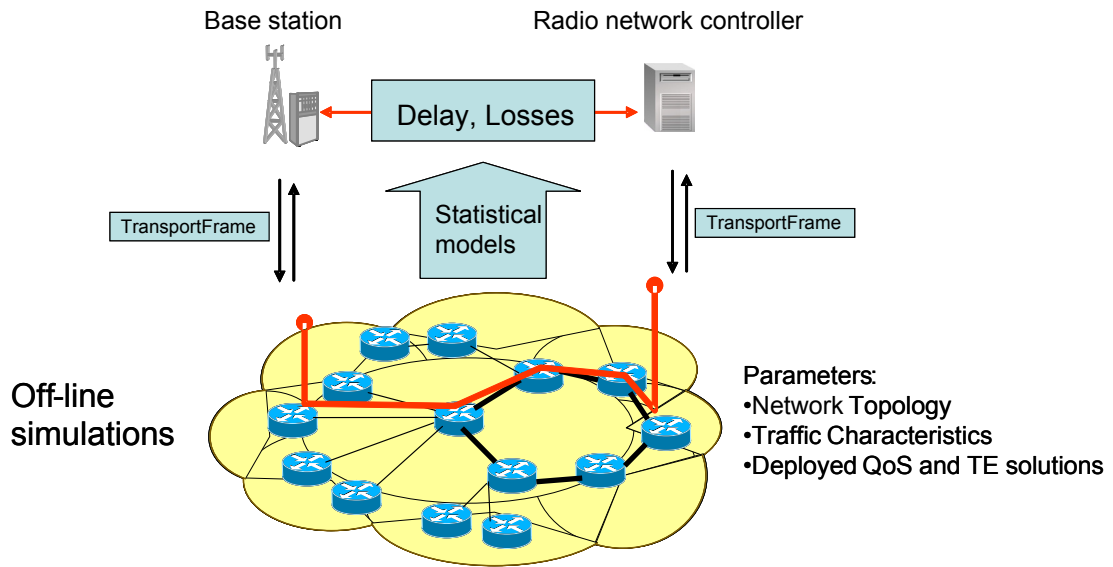 Base station
Radio network controller
Delay, Losses
Statistical
models
TransportFrame
TransportFrame
Off-line
simulations
Parameters:
•Network Topology
•Traffic Characteristics
•Deployed QoS and TE solutions